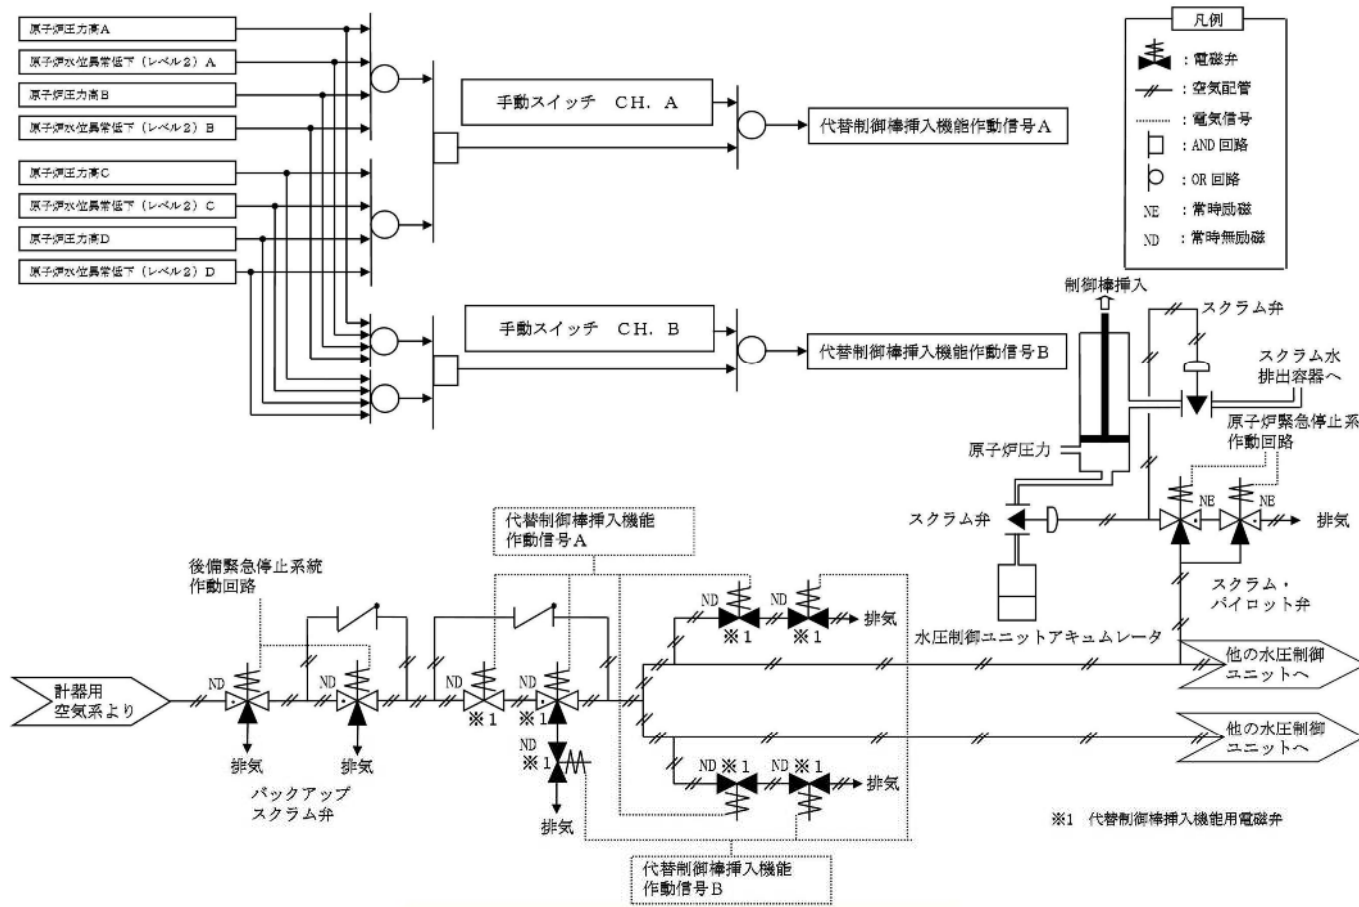 原子炉圧力高A
原子炉水位異常低下（レベル2）A
原子炉圧力高B
原子炉水位異常低下（レベル2）B
原子炉圧力高C
原子炉水位異常低下（レベル2）C
原子炉圧力高D
原子炉水位異常低下（レベル2）D
手動スイッチ　CH．A
代替制御棒挿入機能作動信号A
手動スイッチ　CH．B
代替制御棒挿入機能作動信号B
凡例
：電磁弁
：空気配管
：電気信号
：AND回路
：OR回路
NE ：常時励磁
ND ：常時無励磁
制御棒挿入
スクラム弁
スクラム水
排出容器へ
原子炉緊急停止系
作動回路
原子炉圧力
NE
NE
スクラム弁
排気
スクラム・
パイロット弁
水圧制御ユニットアキュムレータ
代替制御棒挿入機能
作動信号A
後備緊急停止系統
作動回路
ND
ND
※1
※1
排気
計器用
空気系より
ND
ND
ND
ND
※1
※1
他の水圧制御
ユニットへ
ND
※1
他の水圧制御
ユニットへ
排気
排気
バックアップ
スクラム弁
ND
※1
ND
※1
排気
排気
※1　代替制御棒挿入機能用電磁弁
代替制御棒挿入機能
作動信号B